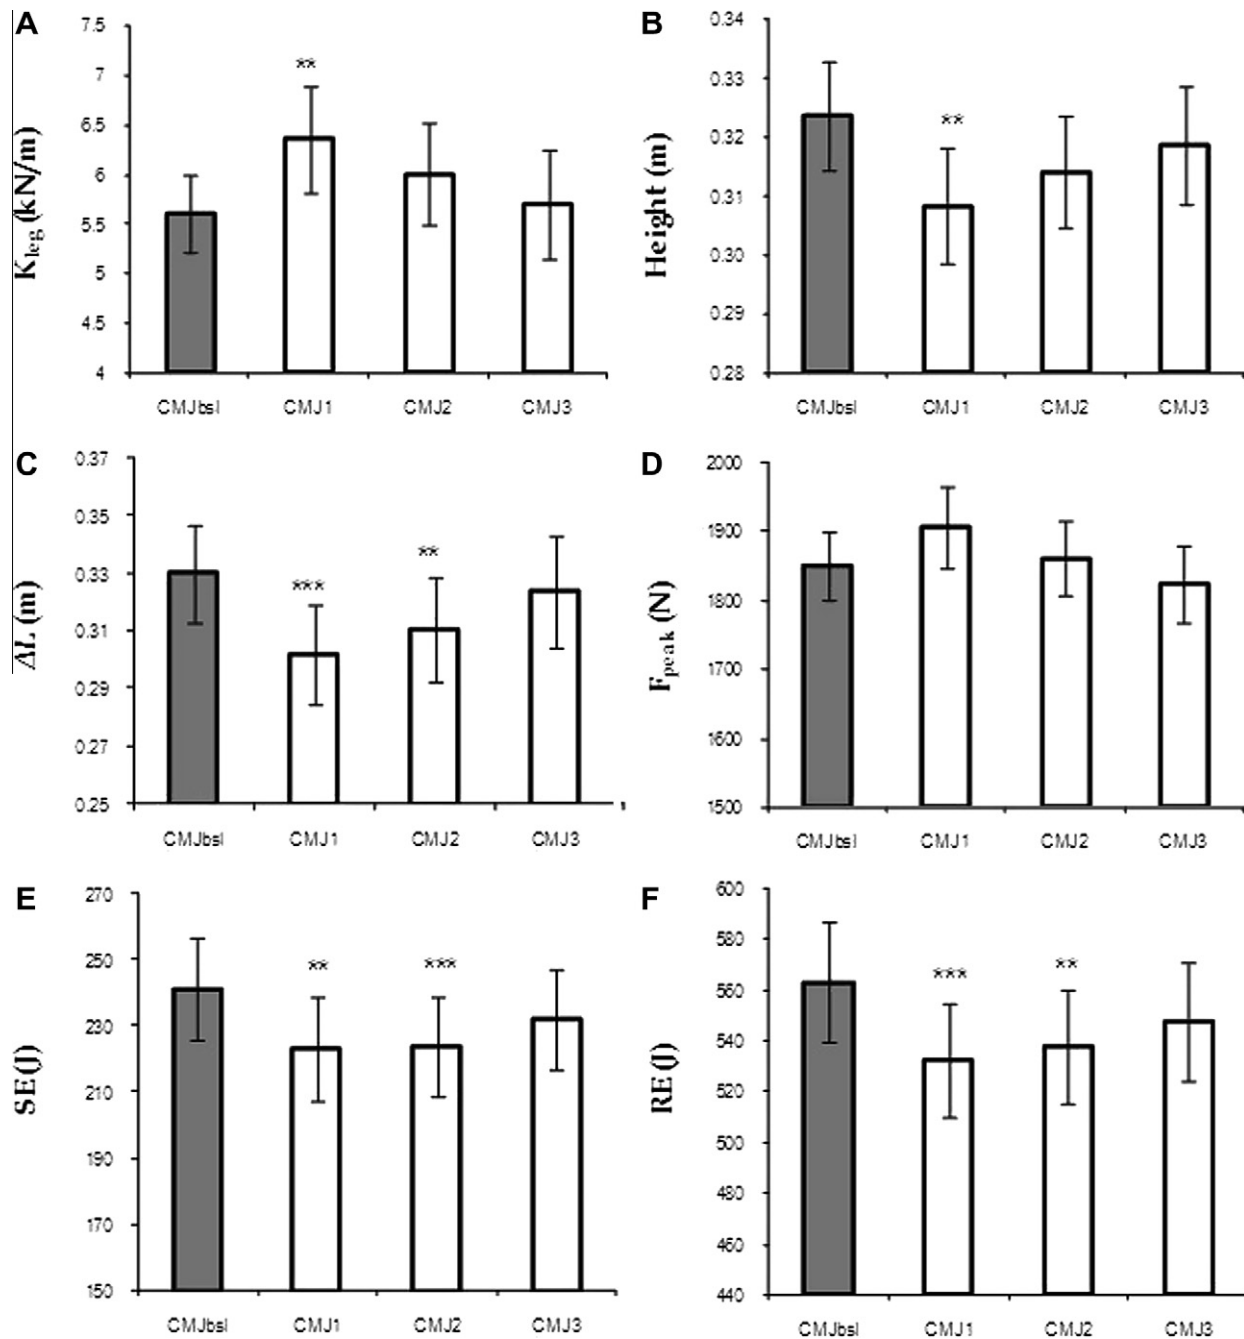 A
7.5
7
6.5
6
5.5
5
4.5
4
K_leg (kN/m)
**
CMJbsl CMJ1 CMJ2 CMJ3
B
0.34
0.33
0.32
0.31
0.30
0.29
0.28
Height (m)
**
CMJbsl CMJ1 CMJ2 CMJ3
C
0.37
0.35
0.33
0.31
0.29
0.27
0.25
ΔL (m)
*** **
CMJbsl CMJ1 CMJ2 CMJ3
D
2000
1900
1800
1700
1600
1500
F_peak (N)
CMJbsl CMJ1 CMJ2 CMJ3
E
270
250
230
210
190
170
150
SE (J)
** ***
CMJbsl CMJ1 CMJ2 CMJ3
F
600
580
560
540
520
500
480
460
440
RE (J)
*** **
CMJbsl CMJ1 CMJ2 CMJ3